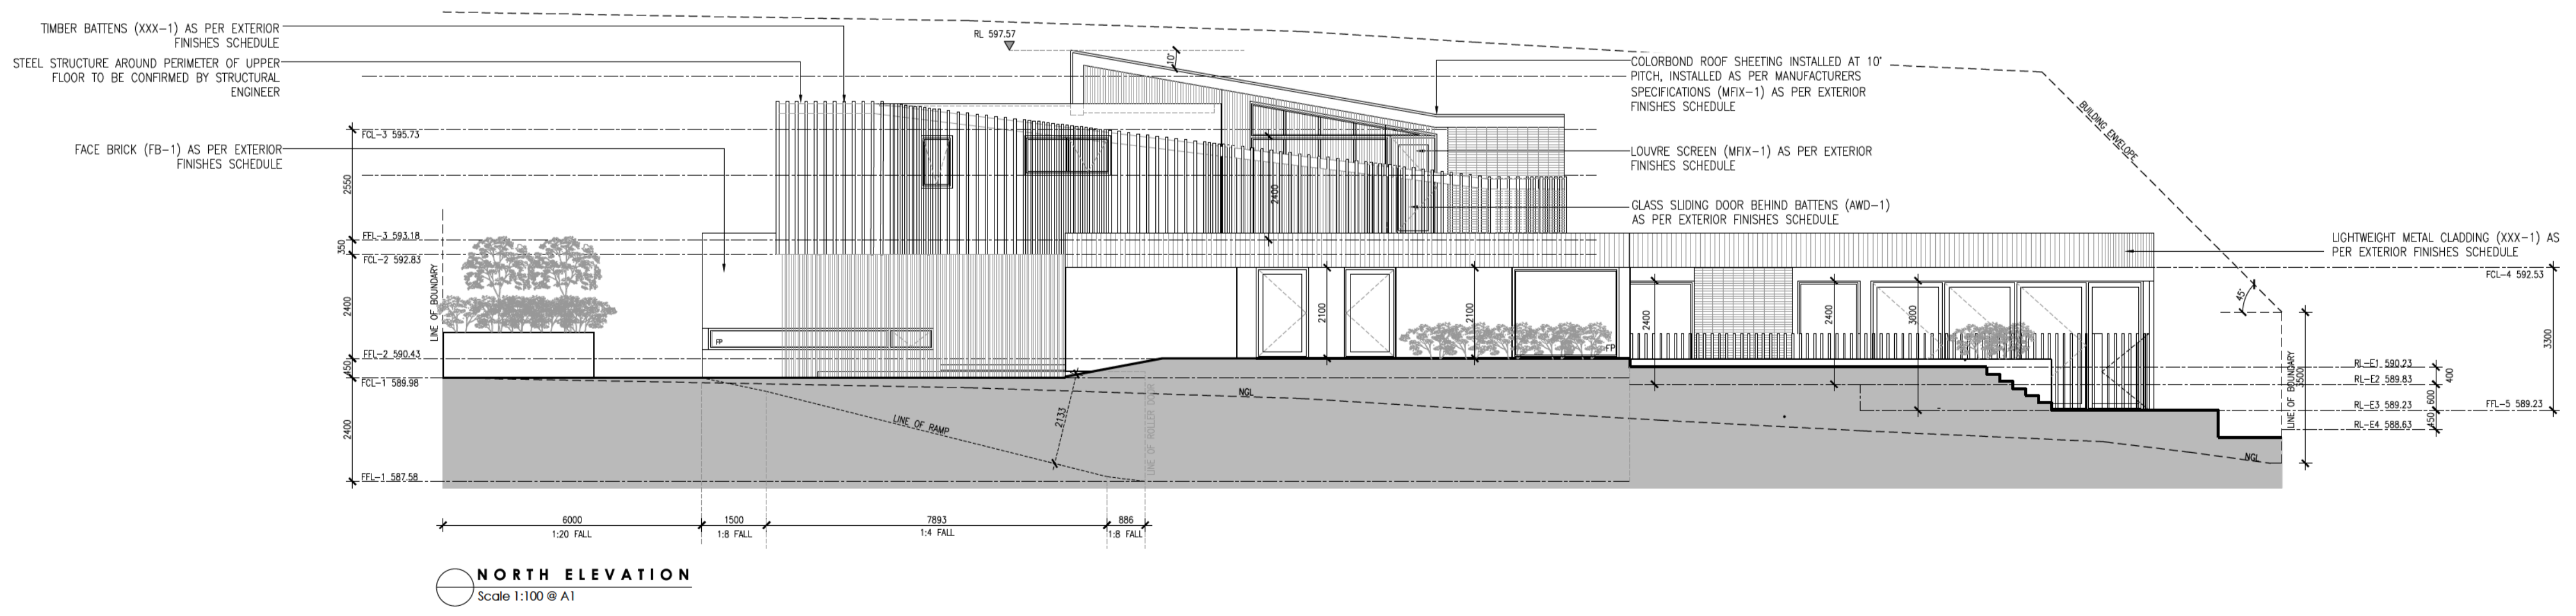 TIMBER BATTENS (XXX-1) AS PER EXTERIOR
FINISHES SCHEDULE
STEEL STRUCTURE AROUND PERIMETER OF UPPER
FLOOR TO BE CONFIRMED BY STRUCTURAL
ENGINEER
FACE BRICK (FB-1) AS PER EXTERIOR
FINISHES SCHEDULE
RL 597.57
10°
COLORBOND ROOF SHEETING INSTALLED AT 10°
PITCH, INSTALLED AS PER MANUFACTURERS
SPECIFICATIONS (MFIX-1) AS PER EXTERIOR
FINISHES SCHEDULE
LOUVRE SCREEN (MFIX-1) AS PER EXTERIOR
FINISHES SCHEDULE
GLASS SLIDING DOOR BEHIND BATTENS (AWD-1)
AS PER EXTERIOR FINISHES SCHEDULE
BUILDING ENVELOPE
LIGHTWEIGHT METAL CLADDING (XXX-1) AS
PER EXTERIOR FINISHES SCHEDULE
FCL-3 595.73
2550
FFL-3 593.18
350
FCL-2 592.83
2400
FFL-2 590.43
450
FCL-1 589.98
2400
FFL-1 587.58
LINE OF BOUNDARY
FP
2400
2100
2100
FP
2400
2400
3000
45°
FCL-4 592.53
3300
LINE OF BOUNDARY
3500
RL-E1 590.23
400
RL-E2 589.83
600
RL-E3 589.23
FFL-5 589.23
450
RL-E4 588.63
NGL
NGL
LINE OF RAMP
2133
LINE OF ROLLER DOOR
6000
1:20 FALL
1500
1:8 FALL
7893
1:4 FALL
886
1:8 FALL
NORTH ELEVATION
Scale 1:100 @ A1